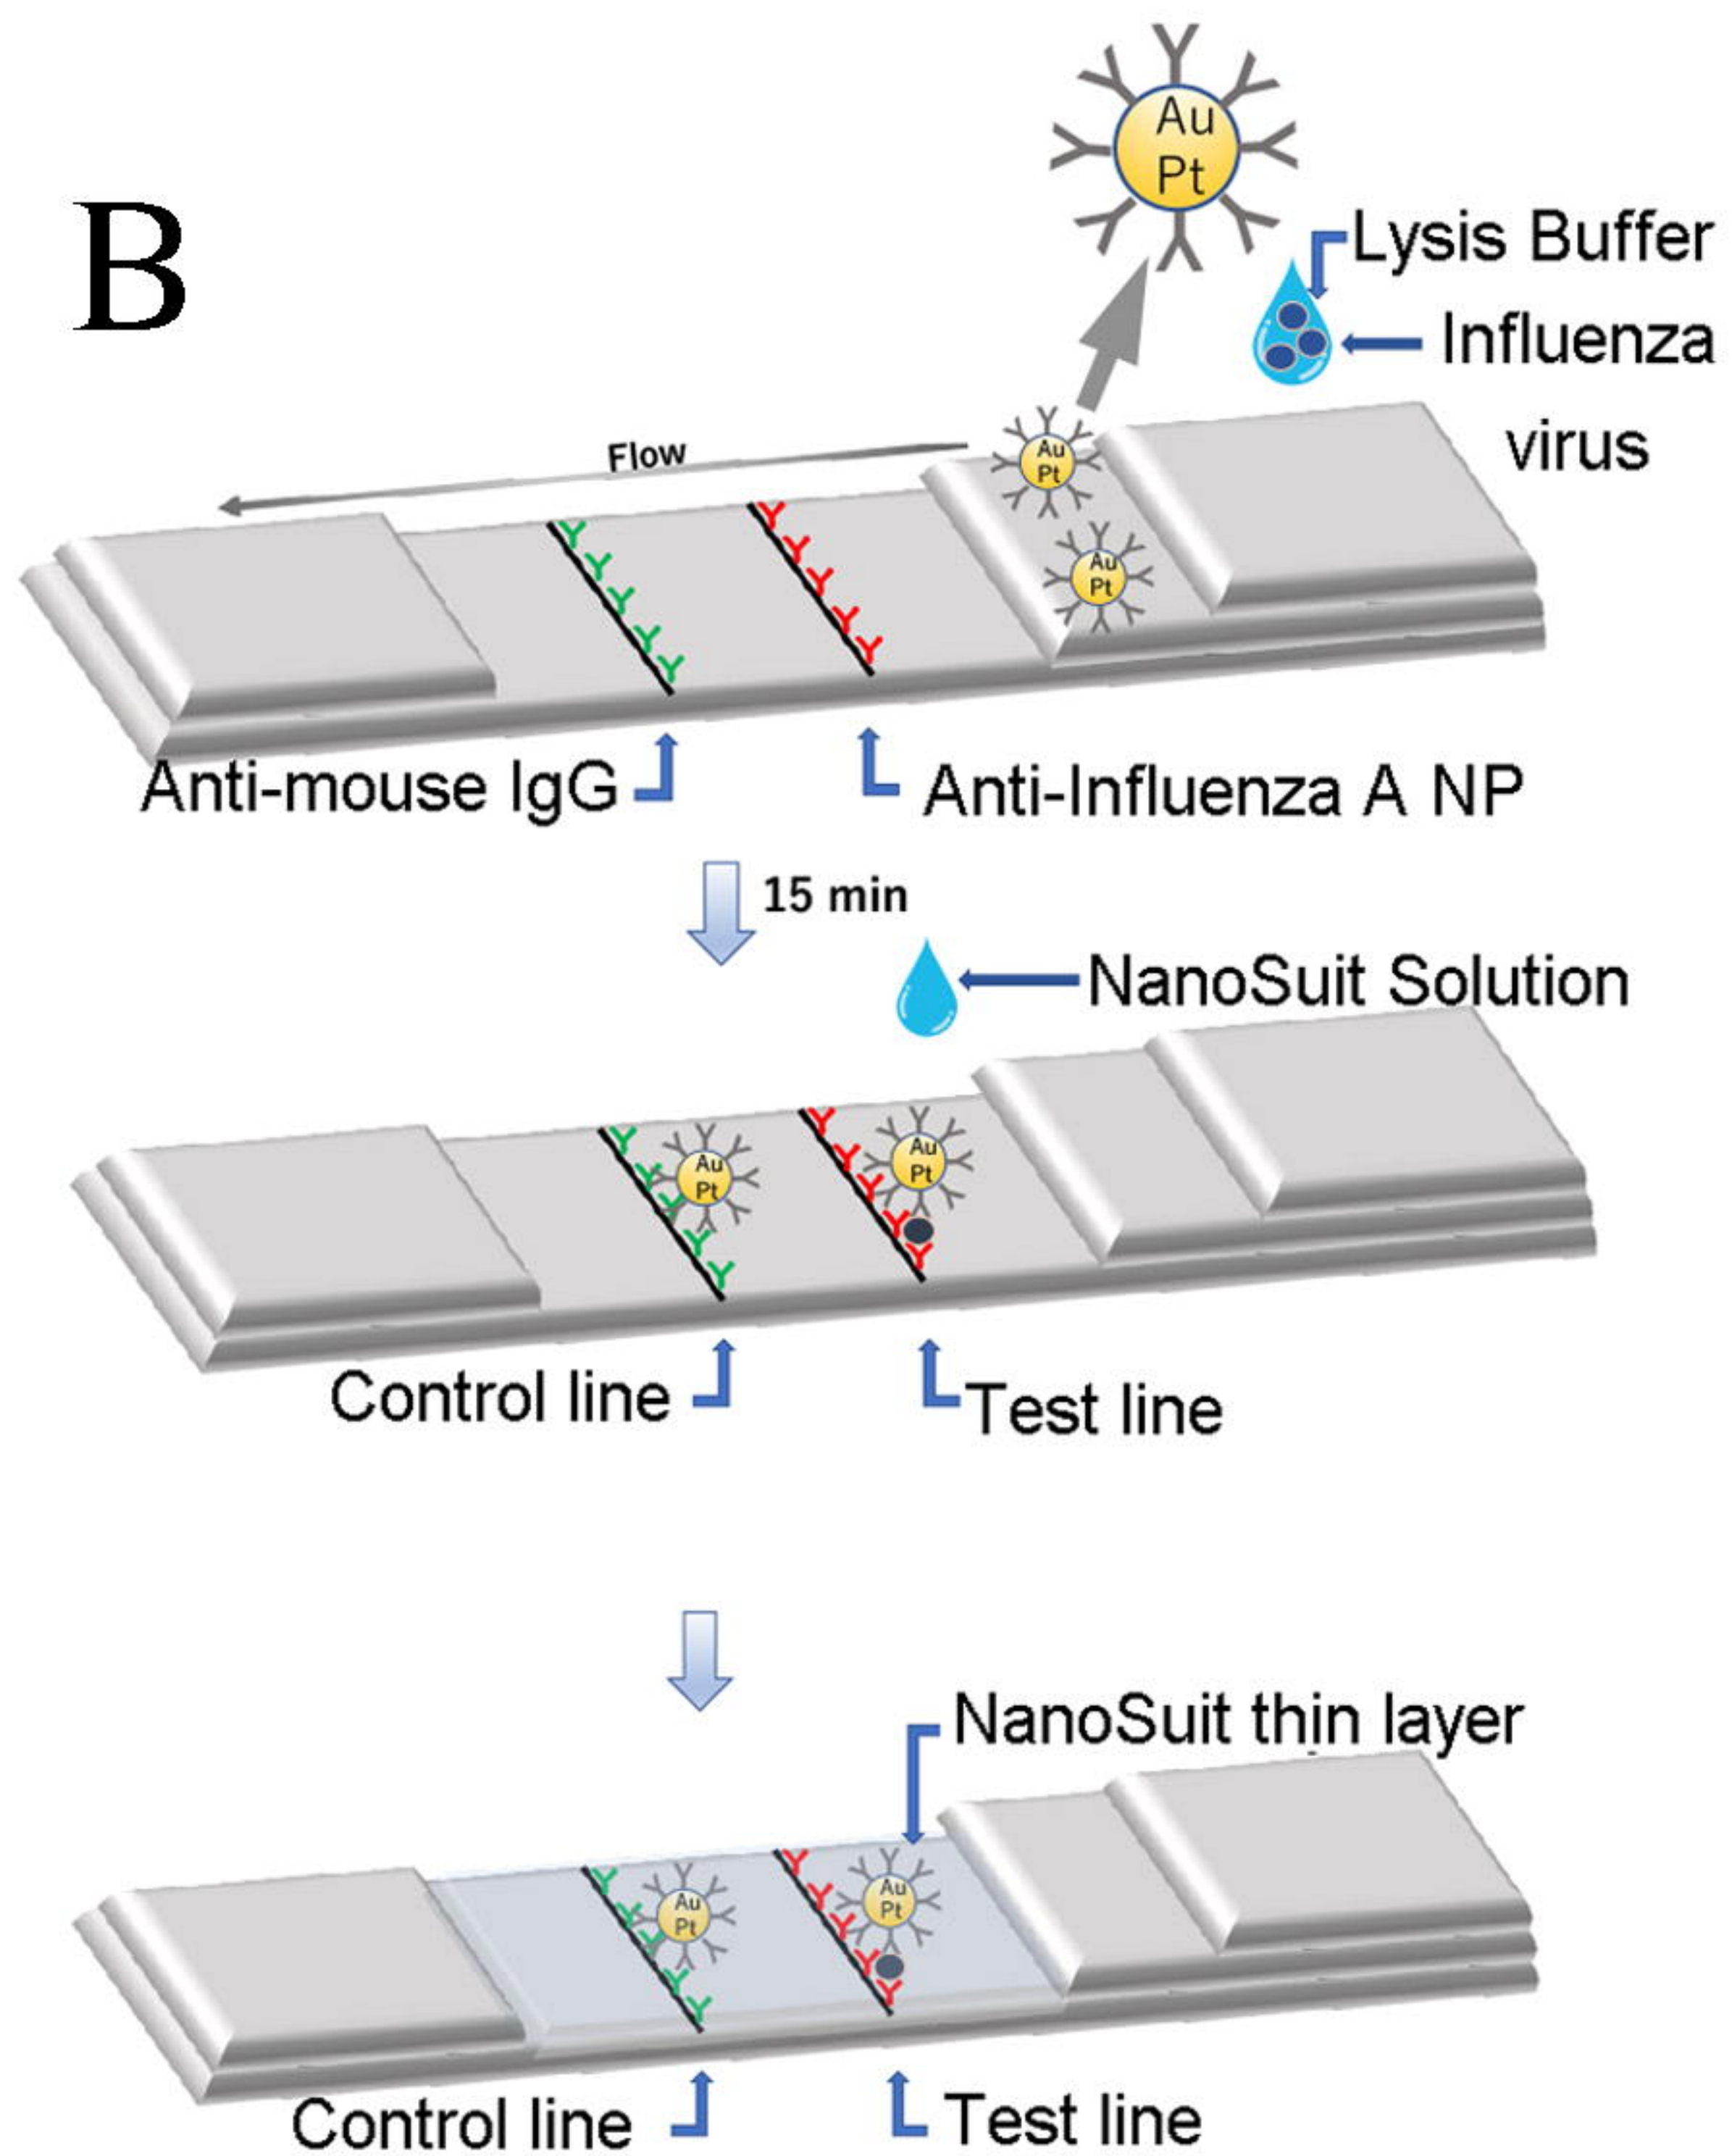 B
Au
Pt
Lysis Buffer
Influenza
virus
Flow
Au
Pt
Au
Pt
Anti-mouse IgG
Anti-Influenza A NP
15 min
NanoSuit Solution
Au
Pt
Au
Pt
Control line
Test line
NanoSuit thin layer
Au
Pt
Au
Pt
Control line
Test line